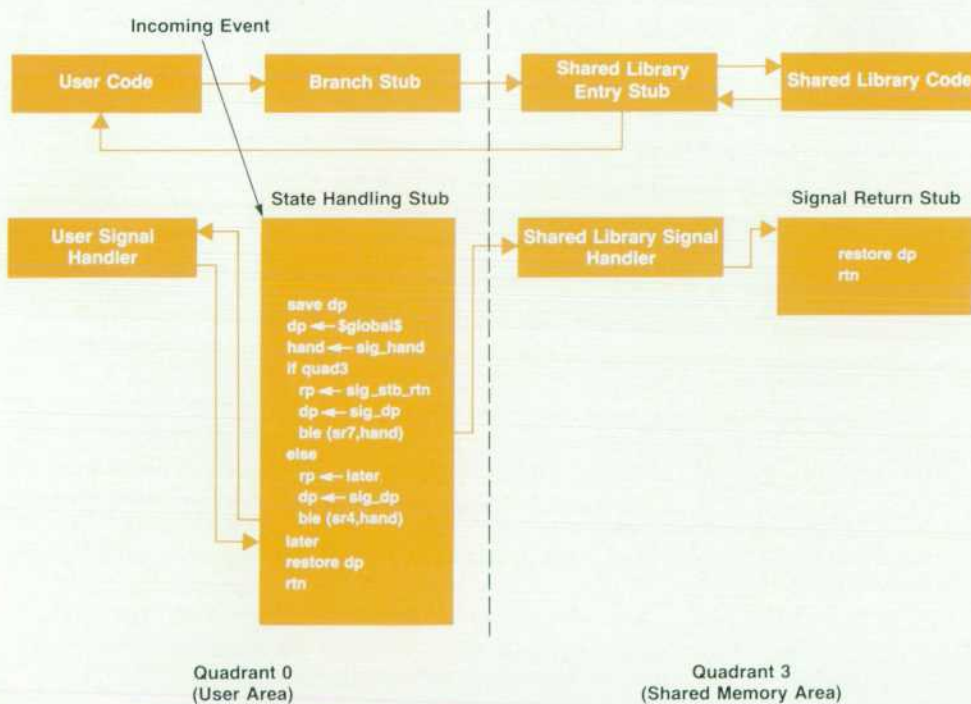 Incoming Event
User Code
Branch Stub
Shared Library
Entry Stub
Shared Library Code
State Handling Stub
Signal Return Stub
User Signal
Handler
save dp
dp ← $global$
hand ← sig_hand
if quad3
rp ← sig_stb_rtn
dp ← sig_dp
ble (sr7,hand)
else
rp ← later
dp ← sig_dp
ble (sr4,hand)
later
restore dp
rtn
Shared Library Signal
Handler
restore dp
rtn
Quadrant 0
(User Area)
Quadrant 3
(Shared Memory Area)